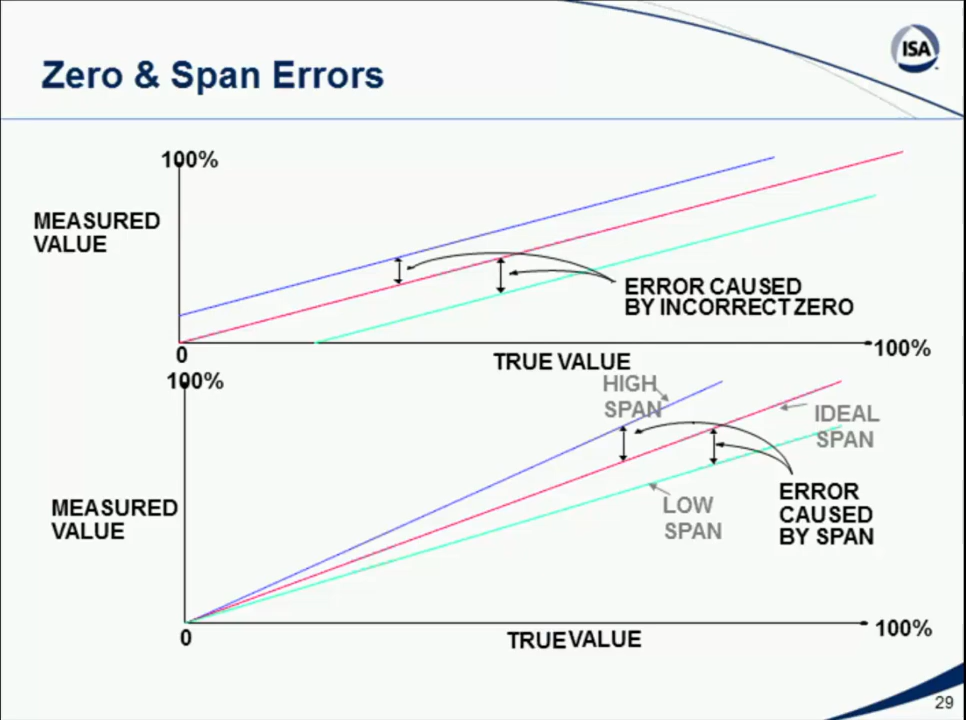 ISA
Zero & Span Errors
100%
MEASURED
VALUE
ERROR CAUSED
BY INCORRECT ZERO
0
TRUE VALUE
100%
100%
HIGH
SPAN
IDEAL
SPAN
MEASURED
VALUE
LOW
SPAN
ERROR
CAUSED
BY SPAN
0
TRUE VALUE
100%
29